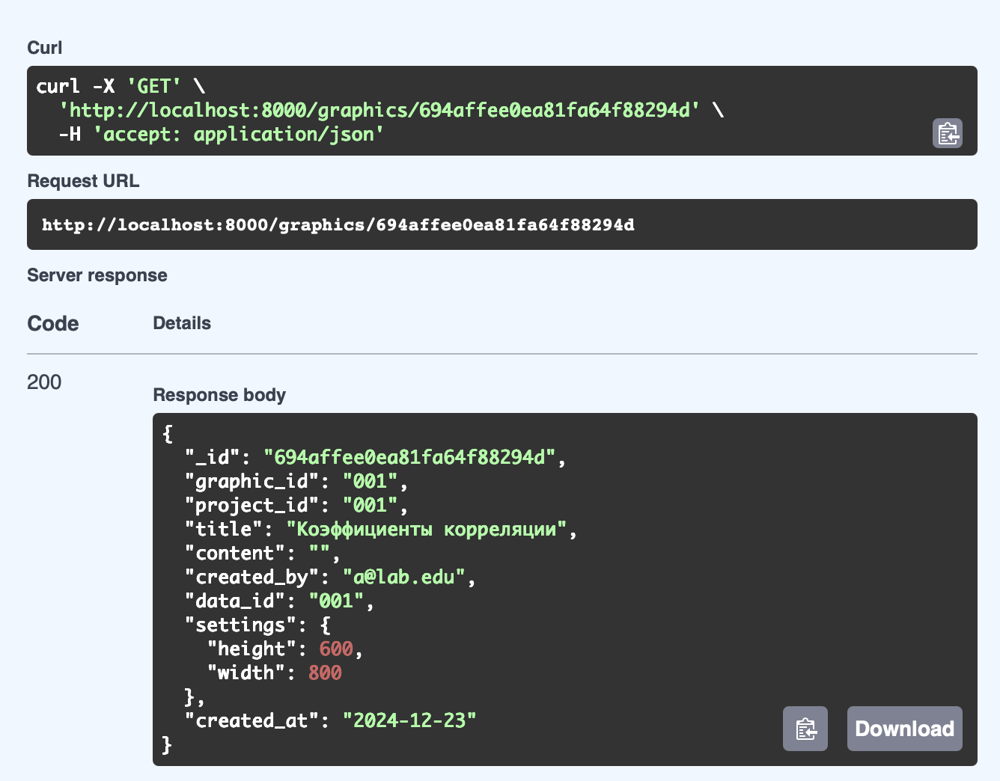 Curl
curl -X 'GET' \
  'http://localhost:8000/graphics/694affee0ea81fa64f88294d' \
  -H 'accept: application/json'
Request URL
http://localhost:8000/graphics/694affee0ea81fa64f88294d
Server response
Code Details
200
Response body
{
  "_id": "694affee0ea81fa64f88294d",
  "graphic_id": "001",
  "project_id": "001",
  "title": "Коэффициенты корреляции",
  "content": "",
  "created_by": "a@lab.edu",
  "data_id": "001",
  "settings": {
    "height": 600,
    "width": 800
  },
  "created_at": "2024-12-23"
}
Download